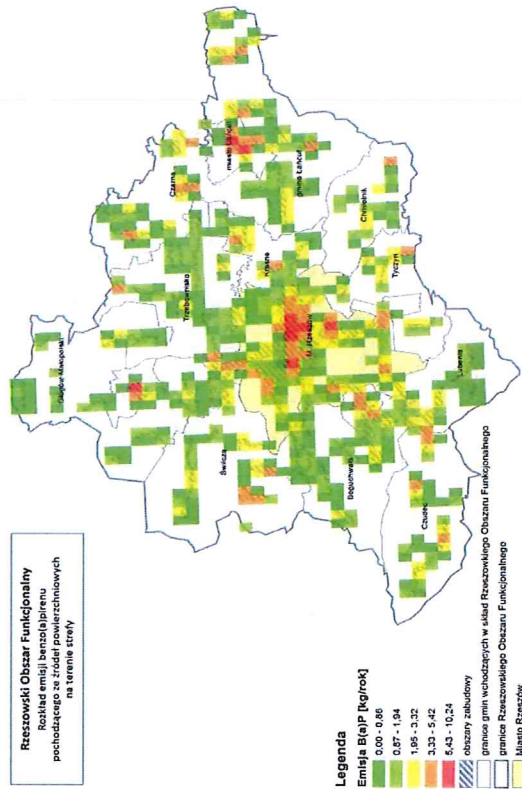 Rzeszowski Obszar Funkcjonalny
Rozkład emisji benzo(a)pirenu
pochodzącego ze źródeł powierzchniowych
na terenie strefy
Głogów Małopolski
Trzebownisko
Czarna
miasto Łańcut
gmina Łańcut
Krasne
Świlcza
M. Rzeszów
Chmielnik
Tyczyn
Boguchwała
Lubenia
Czudec
Legenda
Emisja B(a)P [kg/rok]
0,00 - 0,86
0,87 - 1,94
1,95 - 3,32
3,33 - 5,42
5,43 - 10,24
obszary zabudowy
granice gmin wchodzących w skład Rzeszowkiego Obszaru Funkcjonalnego
granice Rzeszowskiego Obszaru Funkcjonalnego
Miasto Rzeszów